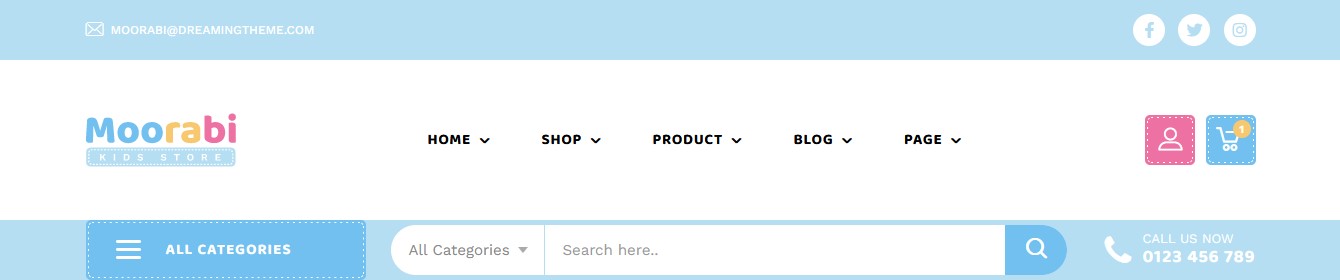 MOORABI@DREAMINGTHEME.COM
Moorabi
KIDS STORE
HOME SHOP PRODUCT BLOG PAGE
1
ALL CATEGORIES
All Categories
Search here..
CALL US NOW
0123 456 789